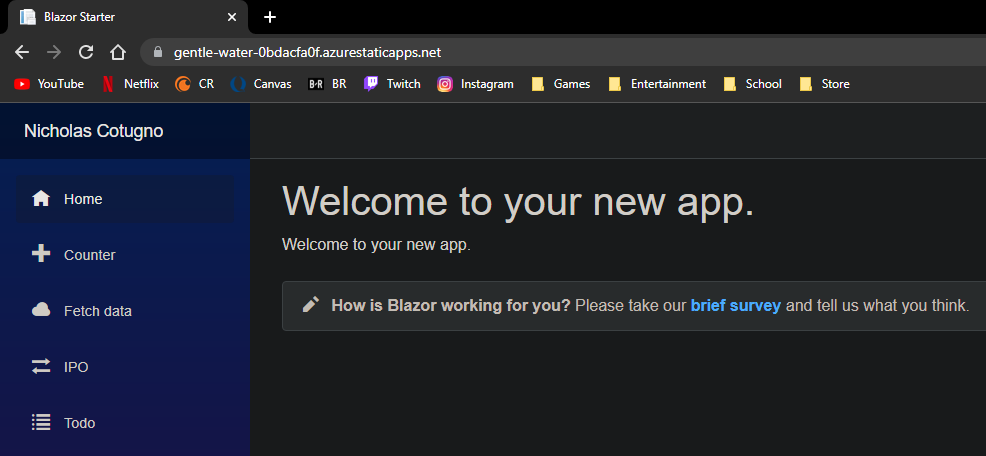 Blazor Starter
gentle-water-0bdacfa0f.azurestaticapps.net
YouTube Netflix CR Canvas B·R BR Twitch Instagram Games Entertainment School Store
Nicholas Cotugno
Home
Counter
Fetch data
IPO
Todo
Welcome to your new app.
Welcome to your new app.
How is Blazor working for you? Please take our brief survey and tell us what you think.